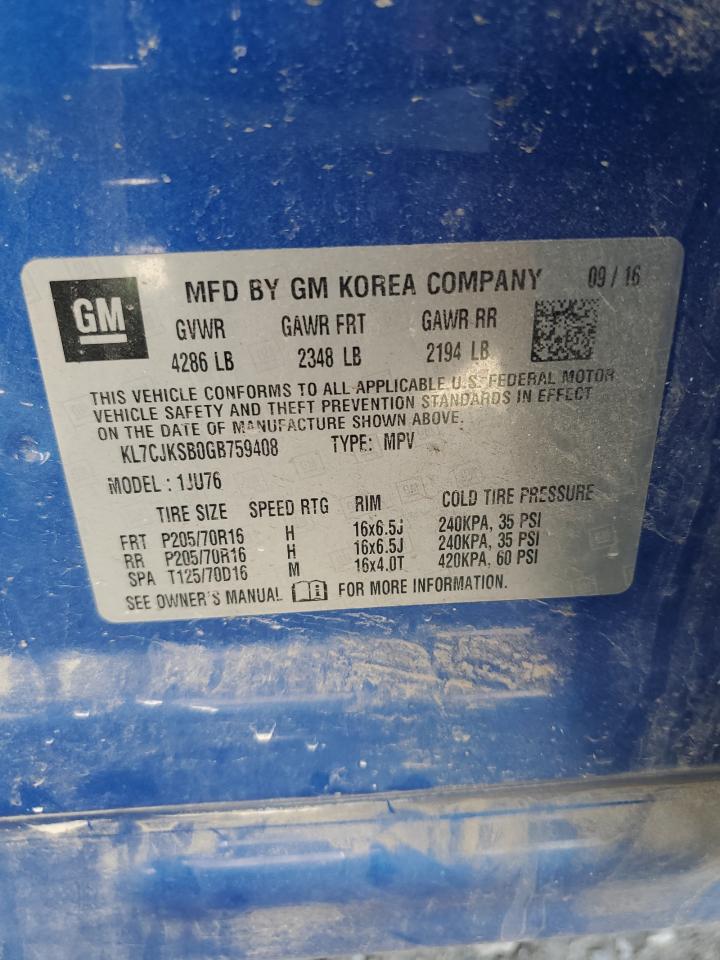 GM
MFD BY GM KOREA COMPANY 09 / 16
GVWR GAWR FRT GAWR RR
4286 LB 2348 LB 2194 LB
THIS VEHICLE CONFORMS TO ALL APPLICABLE U.S. FEDERAL MOTOR
VEHICLE SAFETY AND THEFT PREVENTION STANDARDS IN EFFECT
ON THE DATE OF MANUFACTURE SHOWN ABOVE.
KL7CJKSB0GB759408 TYPE: MPV
MODEL : 1JU76
TIRE SIZE SPEED RTG RIM COLD TIRE PRESSURE
FRT P205/70R16 H 16x6.5J 240KPA, 35 PSI
RR P205/70R16 H 16x6.5J 240KPA, 35 PSI
SPA T125/70D16 M 16x4.0T 420KPA, 60 PSI
SEE OWNER'S MANUAL FOR MORE INFORMATION.